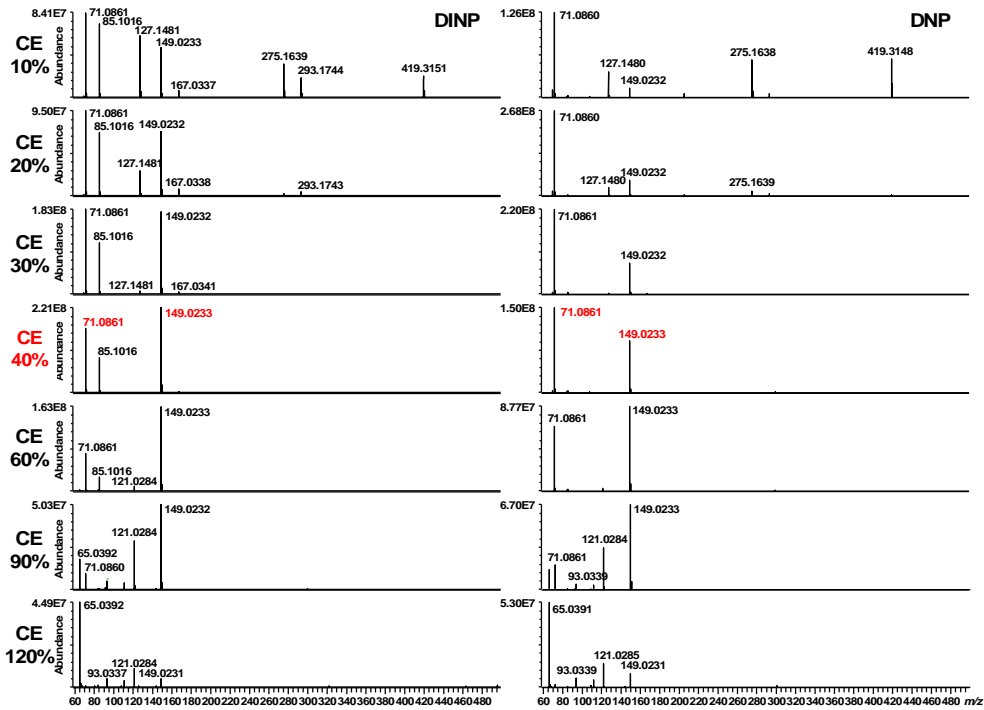 DINP
DNP
CE 10%
Abundance
8.41E7
71.0861
85.1016
127.1481
149.0233
167.0337
275.1639
293.1744
419.3151
1.26E8
71.0860
127.1480
149.0232
275.1638
419.3148
CE 20%
Abundance
9.50E7
71.0861
85.1016
149.0232
127.1481
167.0338
293.1743
2.68E8
71.0860
127.1480
149.0232
275.1639
CE 30%
Abundance
1.83E8
71.0861
149.0232
85.1016
127.1481
167.0341
2.20E8
71.0861
149.0232
CE 40%
Abundance
2.21E8
149.0233
71.0861
85.1016
1.50E8
71.0861
149.0233
CE 60%
Abundance
1.63E8
149.0233
71.0861
85.1016
121.0284
8.77E7
149.0233
71.0861
CE 90%
Abundance
5.03E7
149.0232
121.0284
65.0392
71.0860
6.70E7
149.0233
121.0284
71.0861
93.0339
CE 120%
Abundance
4.49E7
65.0392
93.0337
121.0284
149.0231
5.30E7
65.0391
93.0339
121.0285
149.0231
60 80 100 120 140 160 180 200 220 240 260 280 300 320 340 360 380 400 420 440 460 480
60 80 100 120 140 160 180 200 220 240 260 280 300 320 340 360 380 400 420 440 460 480 m/z